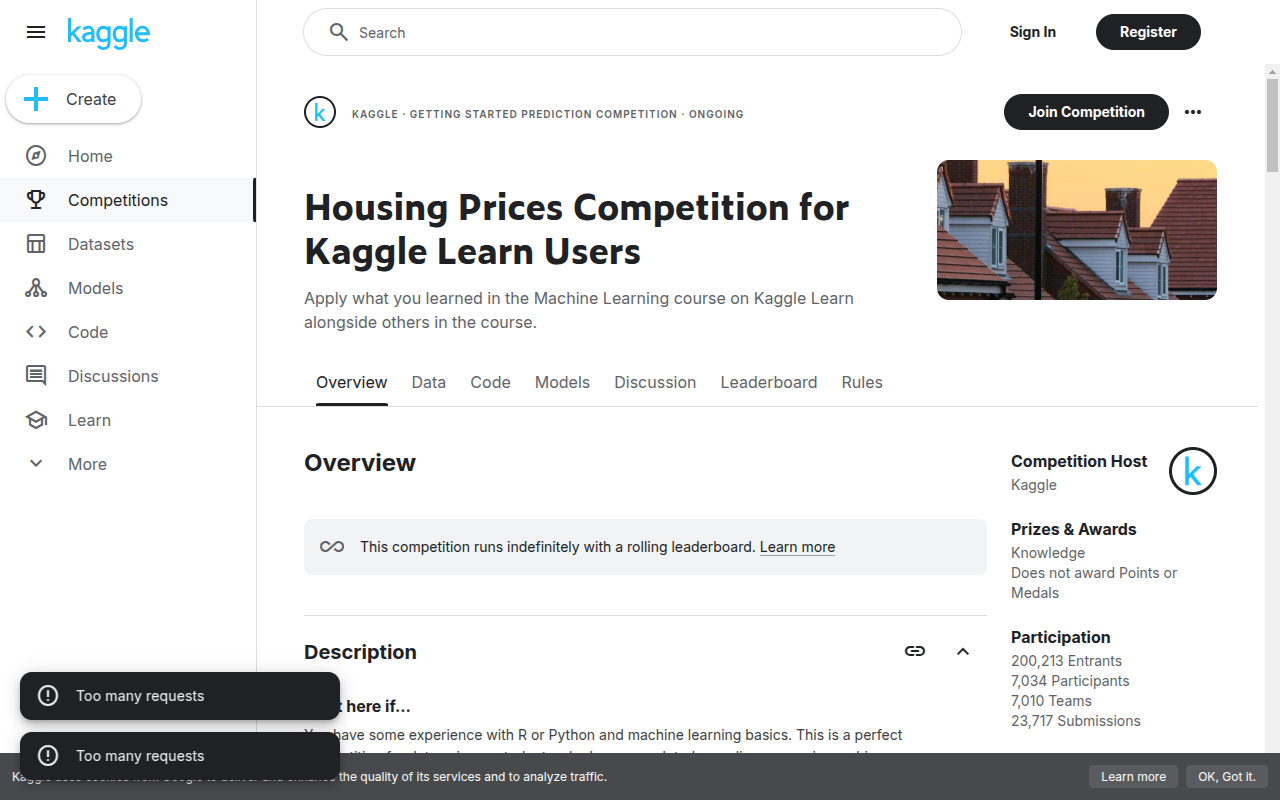 kaggle
Search
Sign In
Register
Create
Home
Competitions
Datasets
Models
Code
Discussions
Learn
More
KAGGLE · GETTING STARTED PREDICTION COMPETITION · ONGOING
Join Competition
Housing Prices Competition for
Kaggle Learn Users
Apply what you learned in the Machine Learning course on Kaggle Learn
alongside others in the course.
Overview
Data
Code
Models
Discussion
Leaderboard
Rules
Overview
This competition runs indefinitely with a rolling leaderboard. Learn more
Description
here if...
have some experience with R or Python and machine learning basics. This is a perfect
Competition Host
Kaggle
Prizes & Awards
Knowledge
Does not award Points or
Medals
Participation
200,213 Entrants
7,034 Participants
7,010 Teams
23,717 Submissions
Too many requests
Too many requests
the quality of its services and to analyze traffic.
Learn more
OK, Got it.